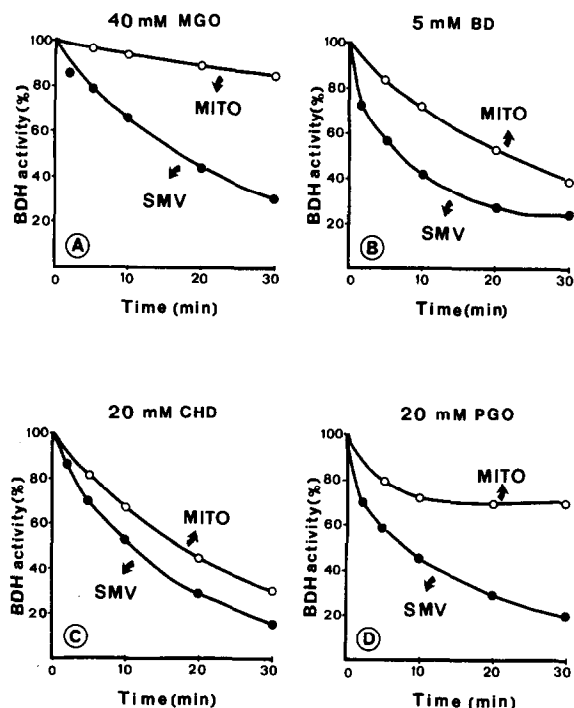 40 mM MGO
BDH activity(%)
100
80
60
40
20
MITO
SMV
A
0 10 20 30
Time(min)
5 mM BD
BDH activity(%)
100
80
60
40
20
MITO
SMV
B
0 10 20 30
Time(min)
20 mM CHD
BDH activity(%)
100
80
60
40
20
MITO
SMV
C
0 10 20 30
Time(min)
20 mM PGO
BDH activity(%)
100
80
60
40
20
MITO
SMV
D
0 10 20 30
Time(min)